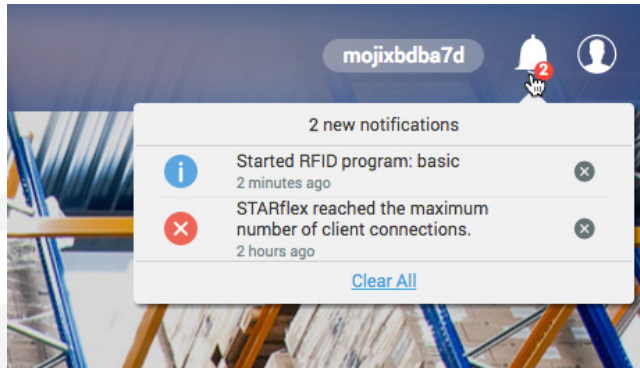 mojixbdba7d
2
2 new notifications
Started RFID program: basic
2 minutes ago
STARflex reached the maximum
number of client connections.
2 hours ago
Clear All